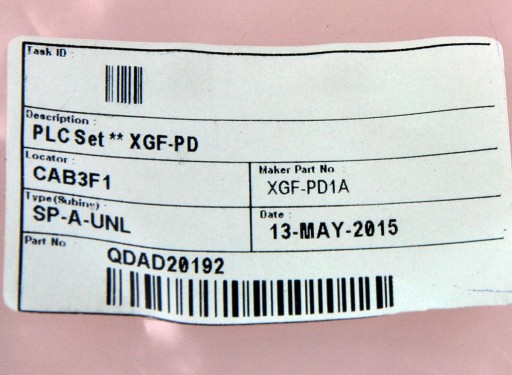 Task ID :
Description :
PLC Set ** XGF-PD
Locator :
CAB3F1
Maker Part No
XGF-PD1A
Type(Subinv) :
SP-A-UNL
Date :
13-MAY-2015
Part No
QDAD20192